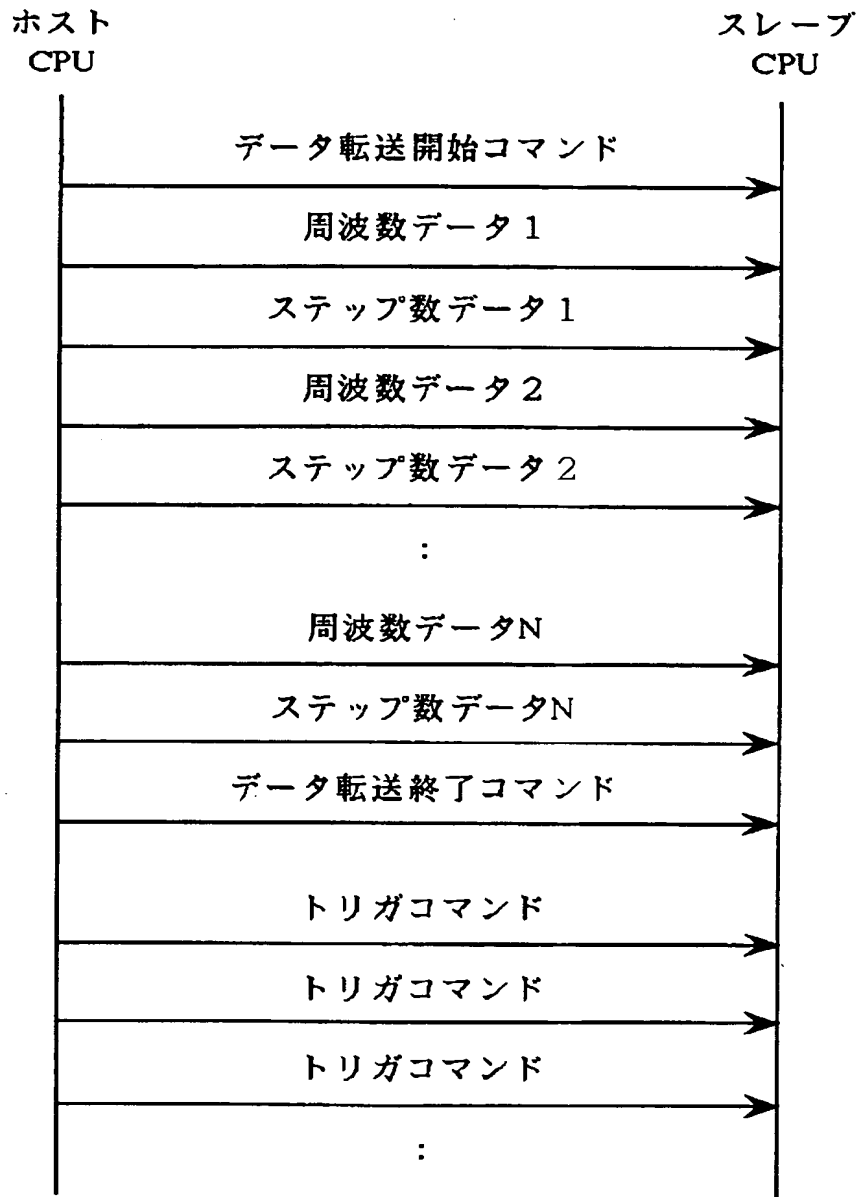 ホスト
CPU
スレーブ
CPU
データ転送開始コマンド
周波数データ1
ステップ数データ1
周波数データ2
ステップ数データ2
:
周波数データN
ステップ数データN
データ転送終了コマンド
トリガコマンド
トリガコマンド
トリガコマンド
: